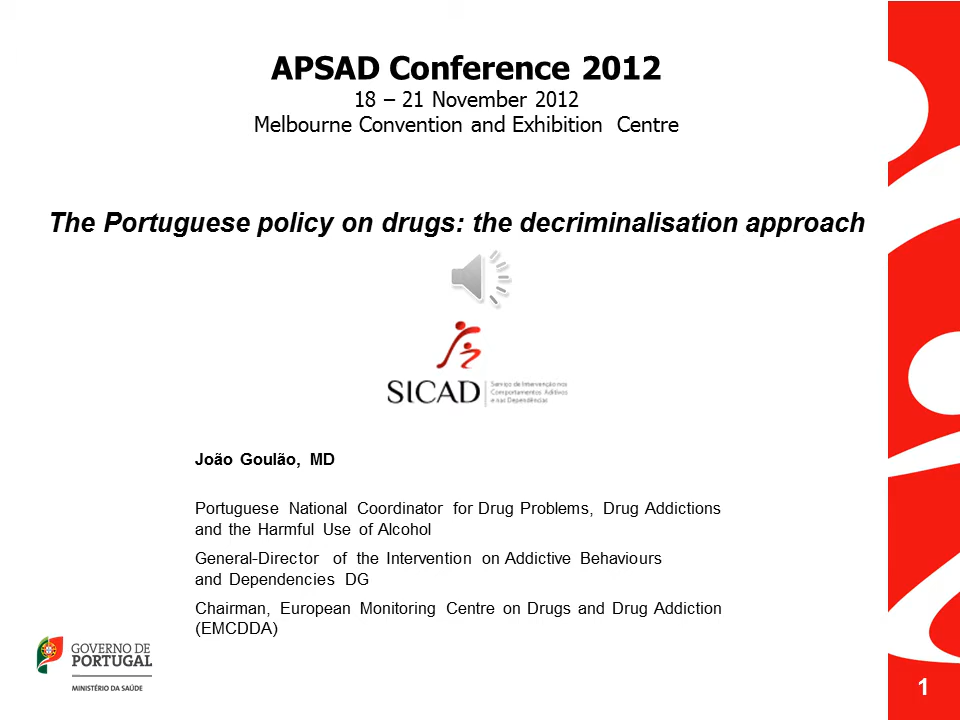 APSAD Conference 2012
18 – 21 November 2012
Melbourne Convention and Exhibition Centre
The Portuguese policy on drugs: the decriminalisation approach
SICAD
Serviço de Intervenção nos
Comportamentos Aditivos
e nas Dependências
João Goulão, MD
Portuguese National Coordinator for Drug Problems, Drug Addictions
and the Harmful Use of Alcohol
General-Director of the Intervention on Addictive Behaviours
and Dependencies DG
Chairman, European Monitoring Centre on Drugs and Drug Addiction
(EMCDDA)
GOVERNO DE
PORTUGAL
MINISTÉRIO DA SAÚDE
1